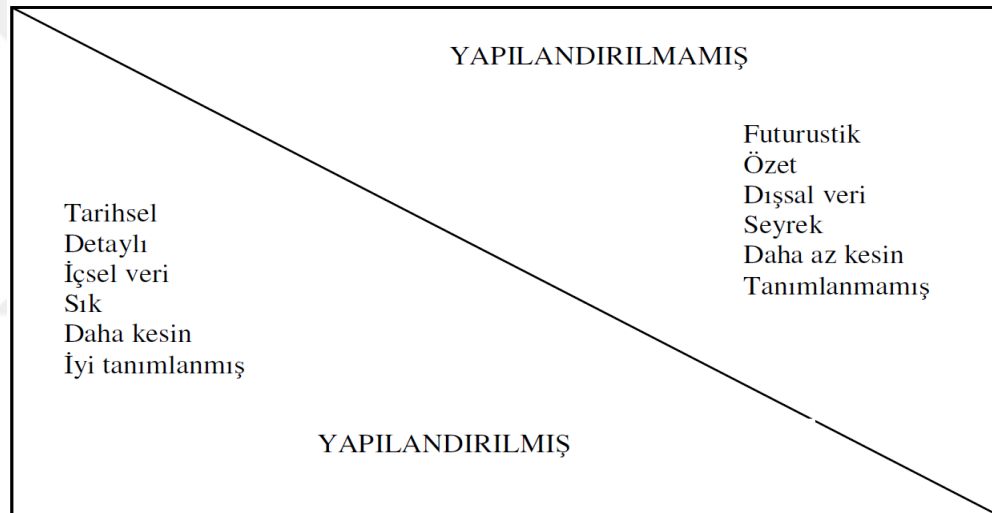 YAPILANDIRILMAMIŞ
Futurustik
Özet
Dışsal veri
Seyrek
Daha az kesin
Tanımlanmamış
Tarihsel
Detaylı
İçsel veri
Sık
Daha kesin
İyi tanımlanmış
YAPILANDIRILMIŞ